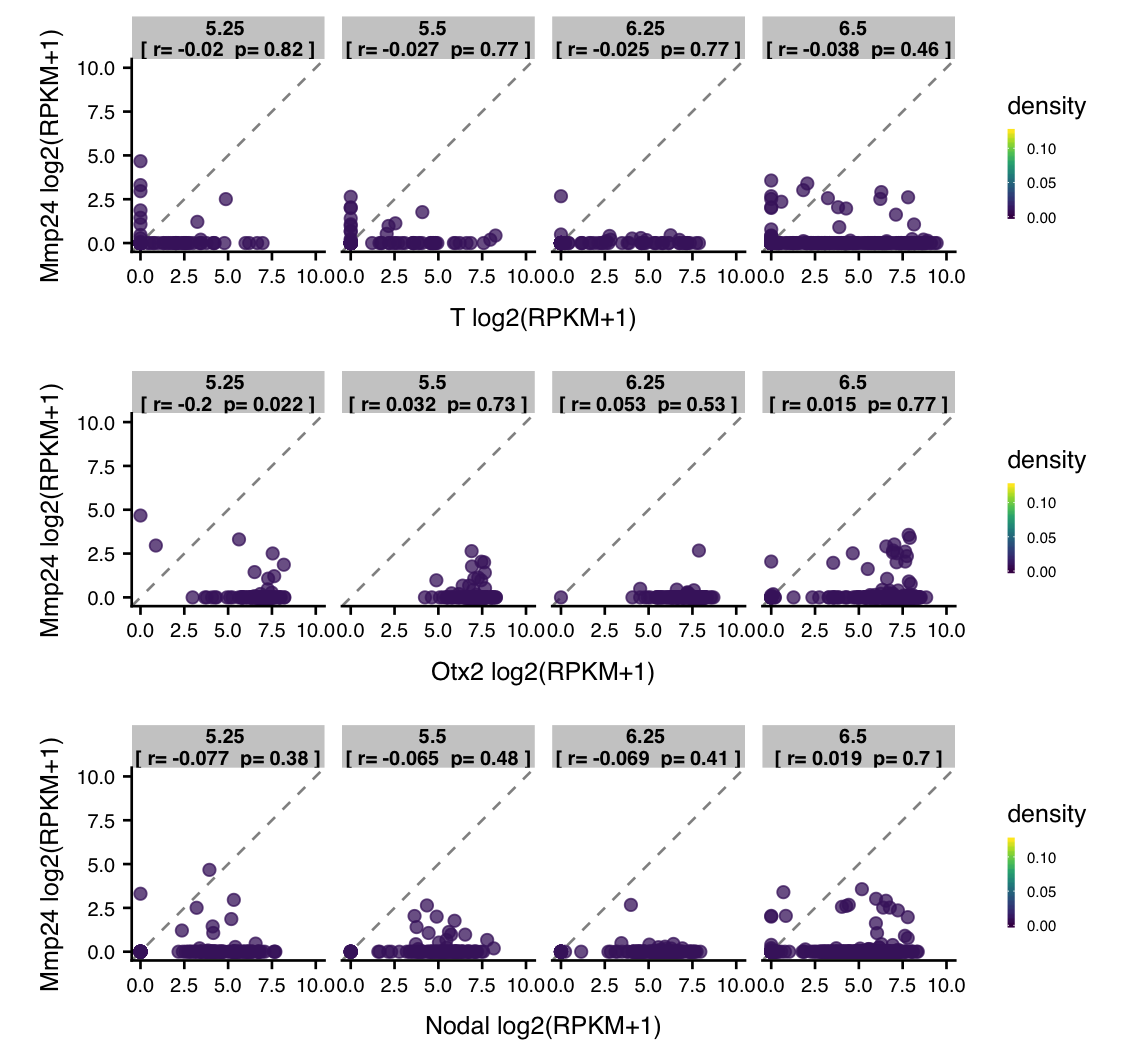 5.25 5.5 6.25 6.5
[ r= -0.02 p= 0.82 ] [ r= -0.027 p= 0.77 ] [ r= -0.025 p= 0.77 ] [ r= -0.038 p= 0.46 ]
Mmp24 log2(RPKM+1)
10.0
7.5
5.0
2.5
0.0
0.0 2.5 5.0 7.5 10.0 0.0 2.5 5.0 7.5 10.0 0.0 2.5 5.0 7.5 10.0 0.0 2.5 5.0 7.5 10.0
T log2(RPKM+1)
density
0.10
0.05
0.00
5.25 5.5 6.25 6.5
[ r= -0.2 p= 0.022 ] [ r= 0.032 p= 0.73 ] [ r= 0.053 p= 0.53 ] [ r= 0.015 p= 0.77 ]
Mmp24 log2(RPKM+1)
10.0
7.5
5.0
2.5
0.0
0.0 2.5 5.0 7.5 10.0 0.0 2.5 5.0 7.5 10.0 0.0 2.5 5.0 7.5 10.0 0.0 2.5 5.0 7.5 10.0
Otx2 log2(RPKM+1)
density
0.10
0.05
0.00
5.25 5.5 6.25 6.5
[ r= -0.077 p= 0.38 ] [ r= -0.065 p= 0.48 ] [ r= -0.069 p= 0.41 ] [ r= 0.019 p= 0.7 ]
Mmp24 log2(RPKM+1)
10.0
7.5
5.0
2.5
0.0
0.0 2.5 5.0 7.5 10.0 0.0 2.5 5.0 7.5 10.0 0.0 2.5 5.0 7.5 10.0 0.0 2.5 5.0 7.5 10.0
Nodal log2(RPKM+1)
density
0.10
0.05
0.00